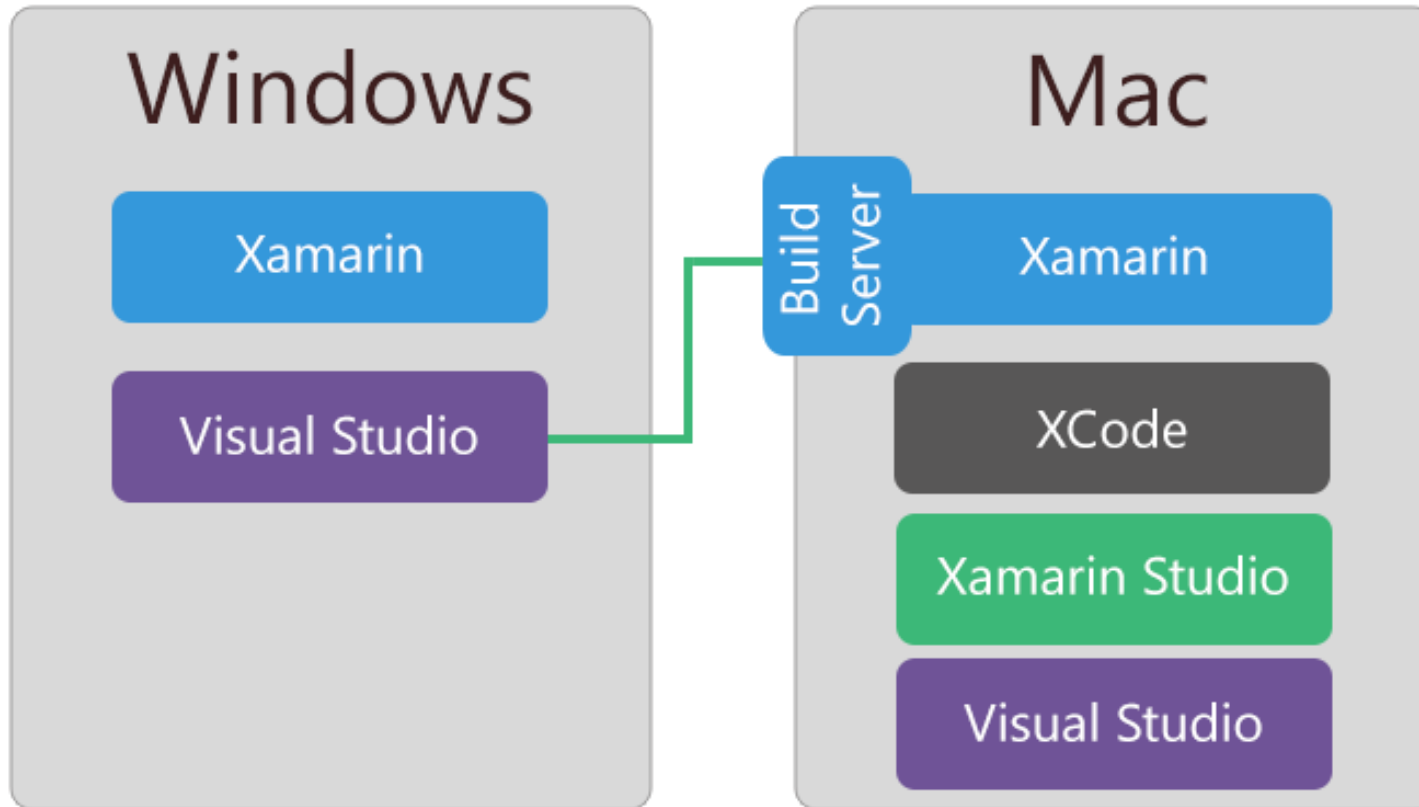 Windows
Xamarin
Visual Studio
Mac
Build
Server
Xamarin
XCode
Xamarin Studio
Visual Studio